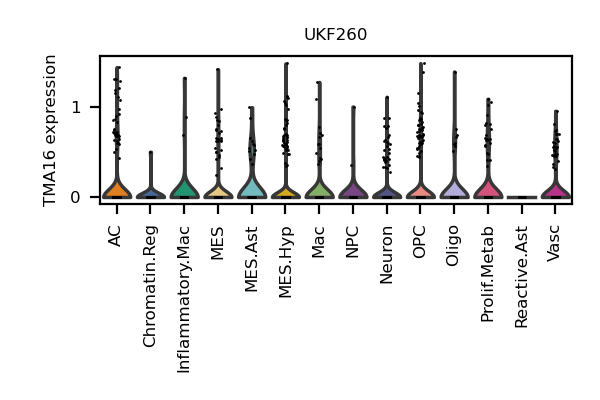 UKF260
TMA16 expression
1
0
AC
Chromatin.Reg
Inflammatory.Mac
MES
MES.Ast
MES.Hyp
Mac
NPC
Neuron
OPC
Oligo
Prolif.Metab
Reactive.Ast
Vasc